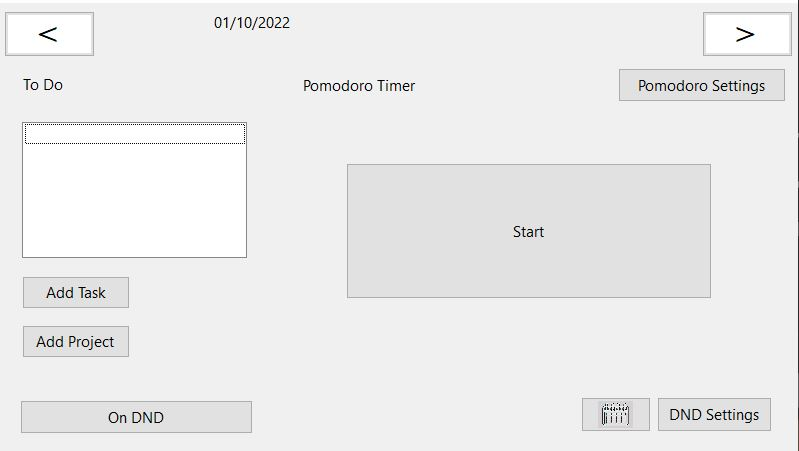 <
01/10/2022
>
To Do
Pomodoro Timer
Pomodoro Settings
Start
Add Task
Add Project
On DND
DND Settings